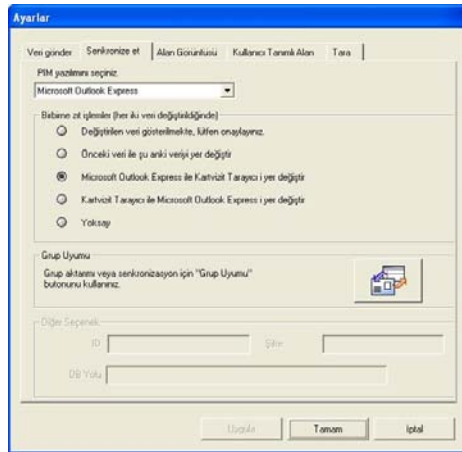 Ayarlar
Veri gönder
Senkronize et
Alan Görüntüsü
Kullanıcı Tanımlı Alan
Tara
PIM yazılımını seçiniz.
Microsoft Outlook Express
Birbirine zıt işlemler (her iki veri değiştirildiğinde)
Değiştirilen veri gösterilmekte, lütfen onaylayınız.
Önceki veri ile şu anki veriyi yer değiştir
Microsoft Outlook Express ile Kartvizit Tarayıcı i yer değiştir
Kartvizit Tarayıcı ile Microsoft Outlook Express i yer değiştir
Yoksay
Grup Uyumu
Grup aktarımı veya senkronizasyon için "Grup Uyumu"
butonunu kullanınız.
Diğer Seçenek
ID
Şifre
DB Yolu
Uygula
Tamam
İptal